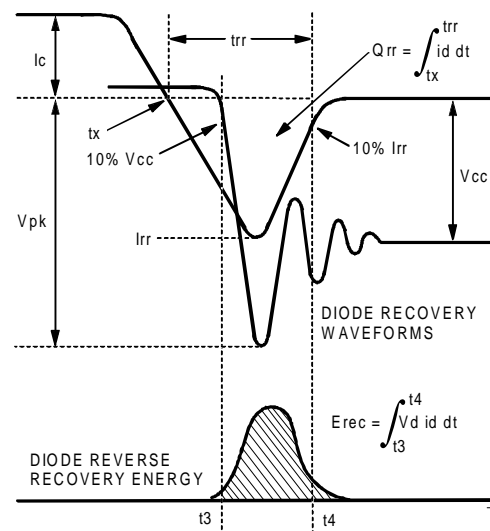 trr
Qrr =
trr
id dt
tx
Ic
tx
10% Vcc
10% Irr
Vcc
Vpk
Irr
DIODE RECOVERY
WAVEFORMS
t4
Erec =
Vd id dt
t3
DIODE REVERSE
RECOVERY ENERGY
t3
t4